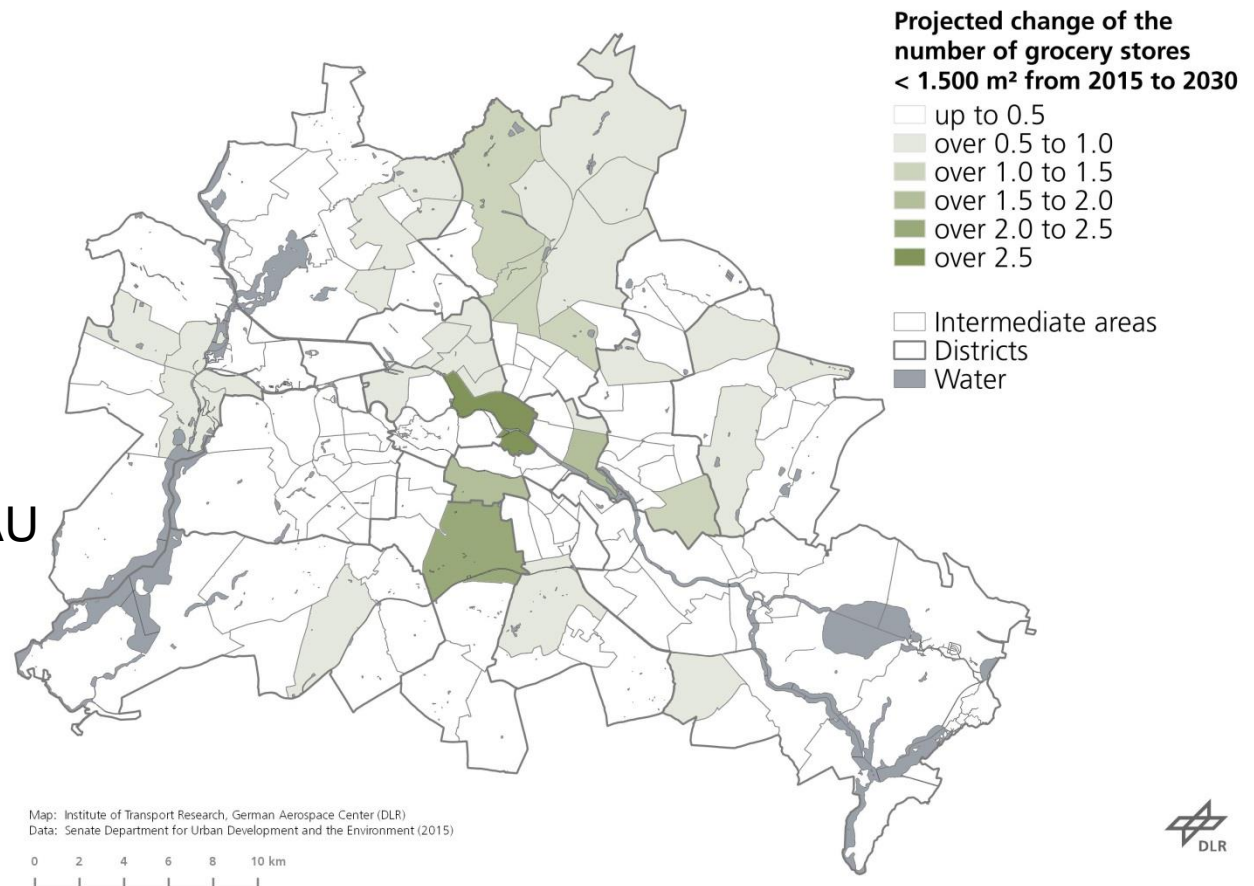 Projected change of the
number of grocery stores
< 1.500 m² from 2015 to 2030
up to 0.5
over 0.5 to 1.0
over 1.0 to 1.5
over 1.5 to 2.0
over 2.0 to 2.5
over 2.5
Intermediate areas
Districts
Water
AU
Map: Institute of Transport Research, German Aerospace Center (DLR)
Data: Senate Department for Urban Development and the Environment (2015)
0 2 4 6 8 10 km
DLR